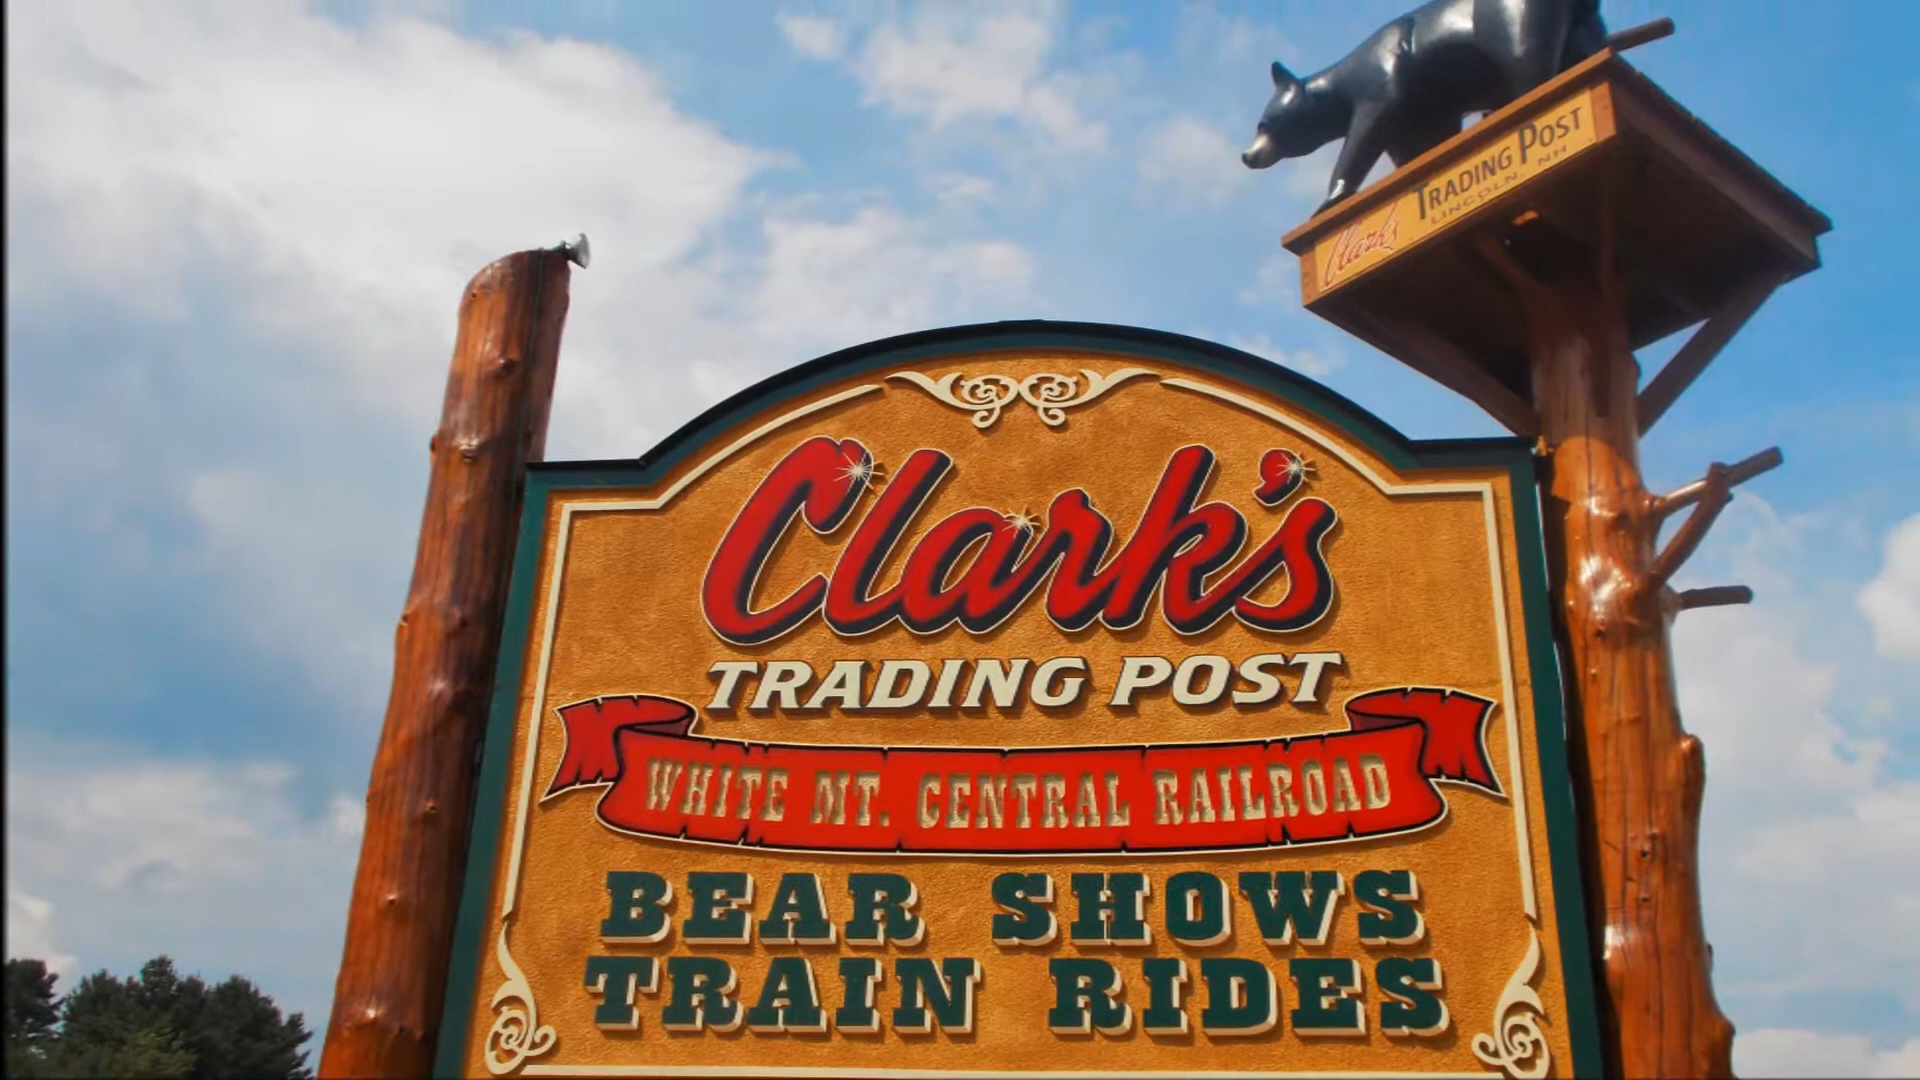 Clark's
TRADING POST
LINCOLN, NH
Clark's
TRADING POST
WHITE MT. CENTRAL RAILROAD
BEAR SHOWS
TRAIN RIDES